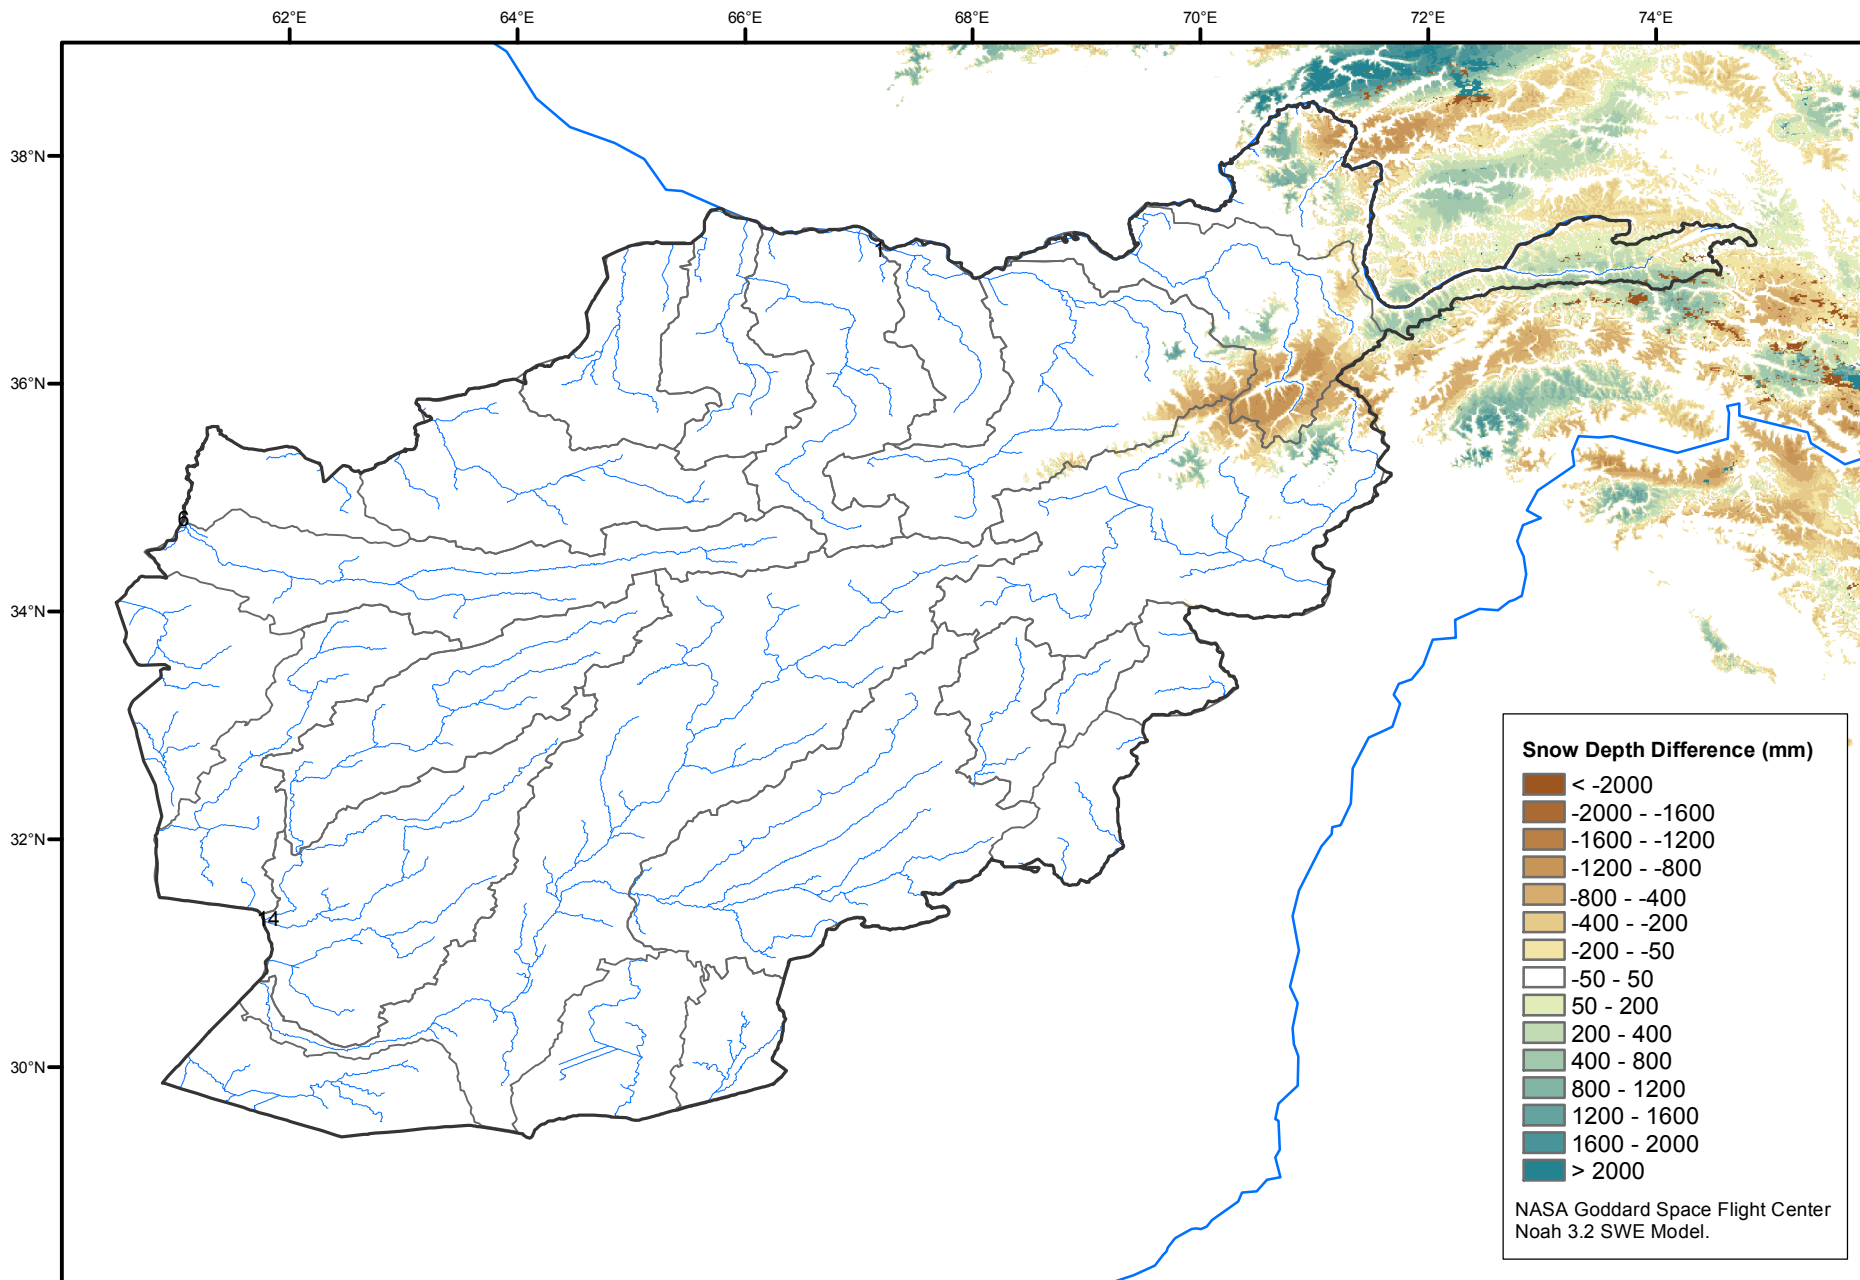 62°E 64°E 66°E 68°E 70°E 72°E 74°E
38°N
1
36°N
6
34°N
32°N
14
30°N
Snow Depth Difference (mm)
< -2000
-2000 - -1600
-1600 - -1200
-1200 - -800
-800 - -400
-400 - -200
-200 - -50
-50 - 50
50 - 200
200 - 400
400 - 800
800 - 1200
1200 - 1600
1600 - 2000
> 2000
NASA Goddard Space Flight Center
Noah 3.2 SWE Model.